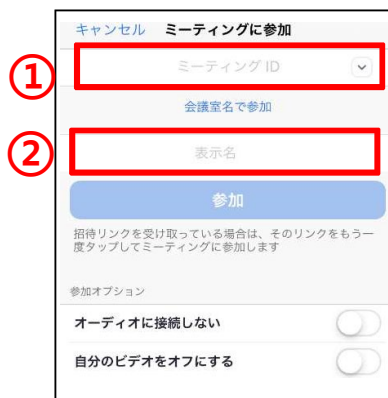 キャンセル ミーティングに参加
① ミーティング ID
会議室名で参加
② 表示名
参加
招待リンクを受け取っている場合は、そのリンクをもう一
度タップしてミーティングに参加します
参加オプション
オーディオに接続しない
自分のビデオをオフにする